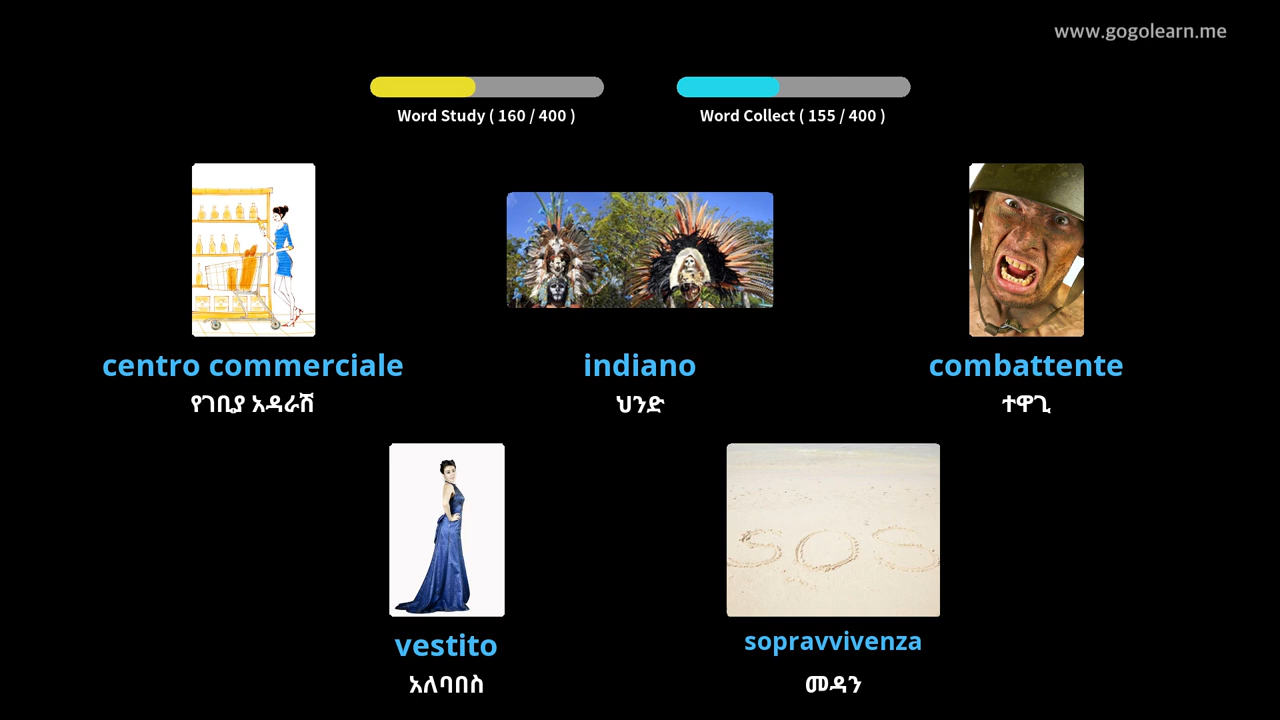 www.gogolearn.me
Word Study ( 160 / 400 )
Word Collect ( 155 / 400 )
centro commerciale
የገቢያ አዳራሽ
indiano
ህንድ
combattente
ተዋጊ
SOS
vestito
አለባበስ
sopravvivenza
መዳን